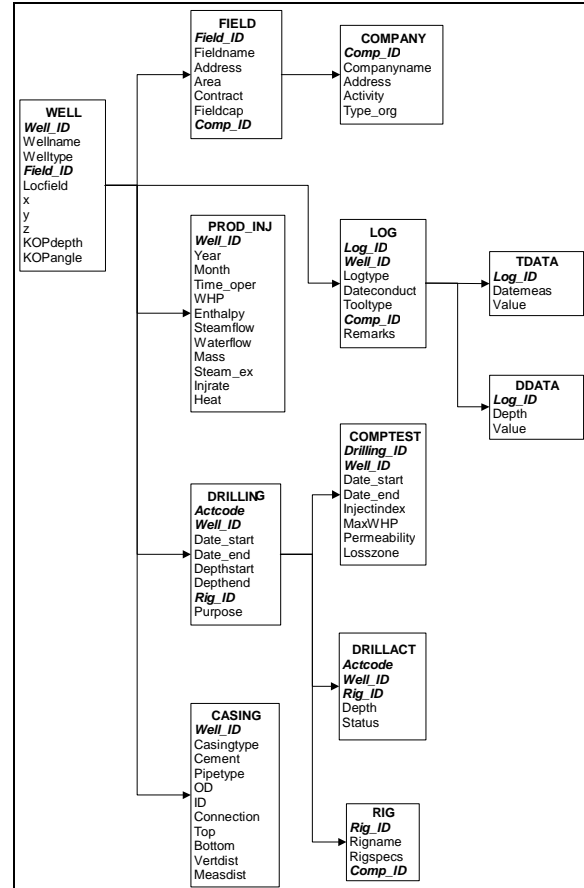 WELL
Well_ID
Wellname
Welltype
Field_ID
Locfield
x
y
z
KOPdepth
KOPangle
FIELD
Field_ID
Fieldname
Address
Area
Contract
Fieldcap
Comp_ID
COMPANY
Comp_ID
Companyname
Address
Activity
Type_org
PROD_INJ
Well_ID
Year
Month
Time_oper
WHP
Enthalpy
Steamflow
Waterflow
Mass
Steam_ex
Injrate
Heat
LOG
Log_ID
Well_ID
Logtype
Dateconduct
Tooltype
Comp_ID
Remarks
TDATA
Log_ID
Datemeas
Value
DDATA
Log_ID
Depth
Value
DRILLING
Actcode
Well_ID
Date_start
Date_end
Depthstart
Depthend
Rig_ID
Purpose
COMPTEST
Drilling_ID
Well_ID
Date_start
Date_end
Injectindex
MaxWHP
Permeability
Losszone
DRILLACT
Actcode
Well_ID
Rig_ID
Depth
Status
CASING
Well_ID
Casingtype
Cement
Pipetype
OD
ID
Connection
Top
Bottom
Vertdist
Measdist
RIG
Rig_ID
Rigname
Rigspecs
Comp_ID